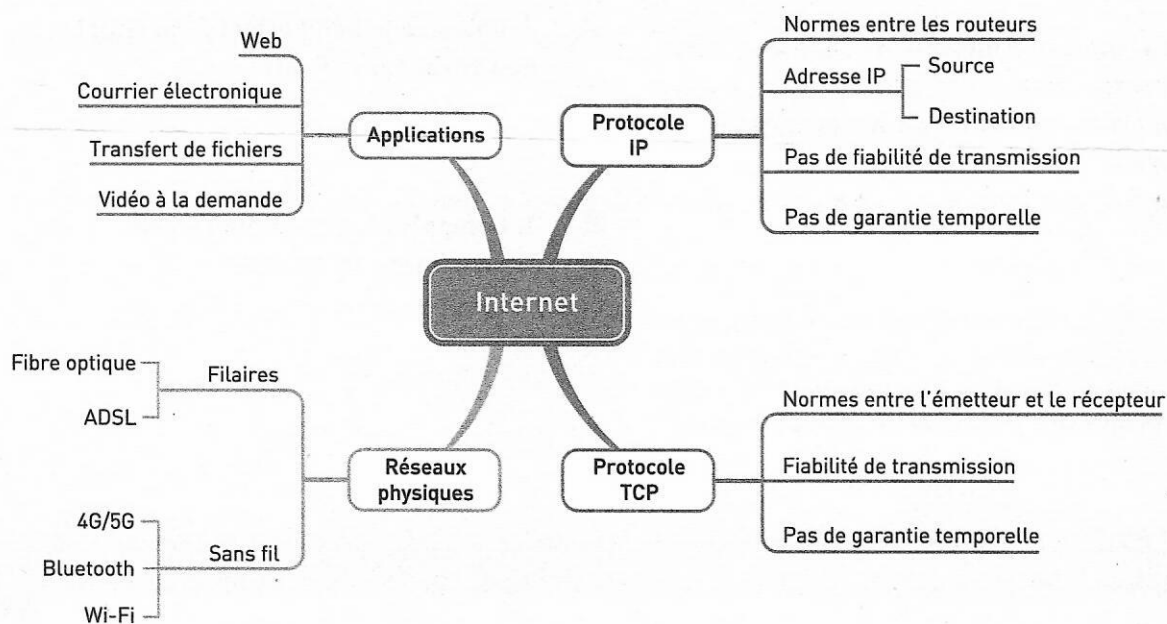 Web
Courrier électronique
Transfert de fichiers
Vidéo à la demande
Applications
Protocole
IP
Normes entre les routeurs
Adresse IP
Source
Destination
Pas de fiabilité de transmission
Pas de garantie temporelle
Internet
Fibre optique
ADSL
Filaires
4G/5G
Bluetooth
Wi-Fi
Sans fil
Réseaux
physiques
Protocole
TCP
Normes entre l'émetteur et le récepteur
Fiabilité de transmission
Pas de garantie temporelle